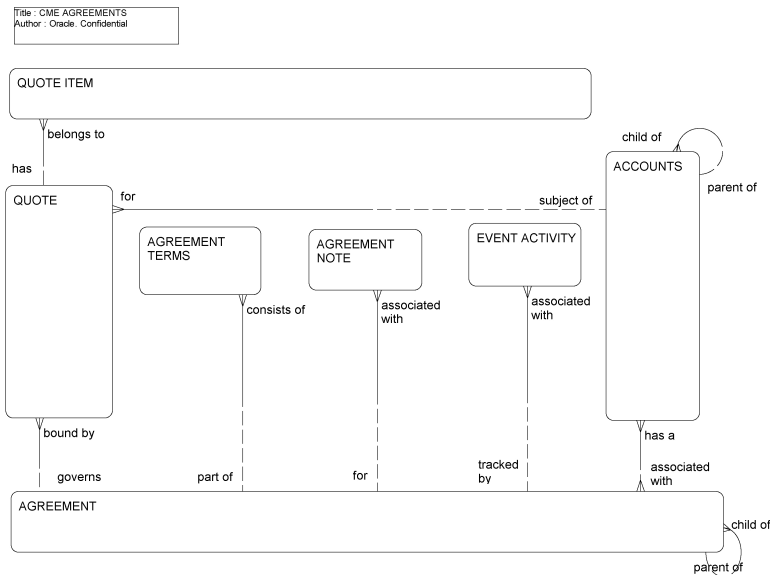 Title : CME AGREEMENTS
Author : Oracle. Confidential
QUOTE ITEM
belongs to
has
child of
ACCOUNTS
parent of
QUOTE
for
subject of
AGREEMENT
TERMS
AGREEMENT
NOTE
EVENT ACTIVITY
consists of
associated
with
associated
with
bound by
has a
governs
part of
for
tracked
by
associated
with
AGREEMENT
child of
parent of